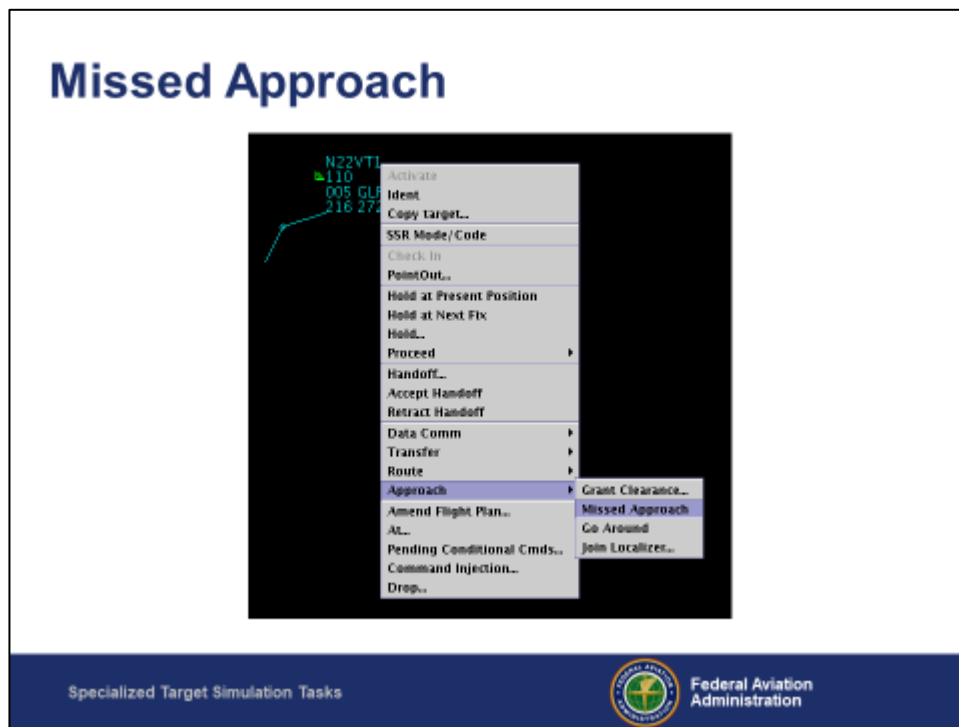 Missed Approach
N22VT1
110
005 GLF
216 272
Activate
Ident
Copy target...
SSR Mode/Code
Check In
PointOut...
Hold at Present Position
Hold at Next Fix
Hold...
Proceed
Handoff...
Accept Handoff
Retract Handoff
Data Comm
Transfer
Route
Approach
Grant Clearance...
Missed Approach
Go Around
Join Localizer...
Amend Flight Plan...
At...
Pending Conditional Cmds...
Command Injection...
Drop...
Specialized Target Simulation Tasks
Federal Aviation
Administration